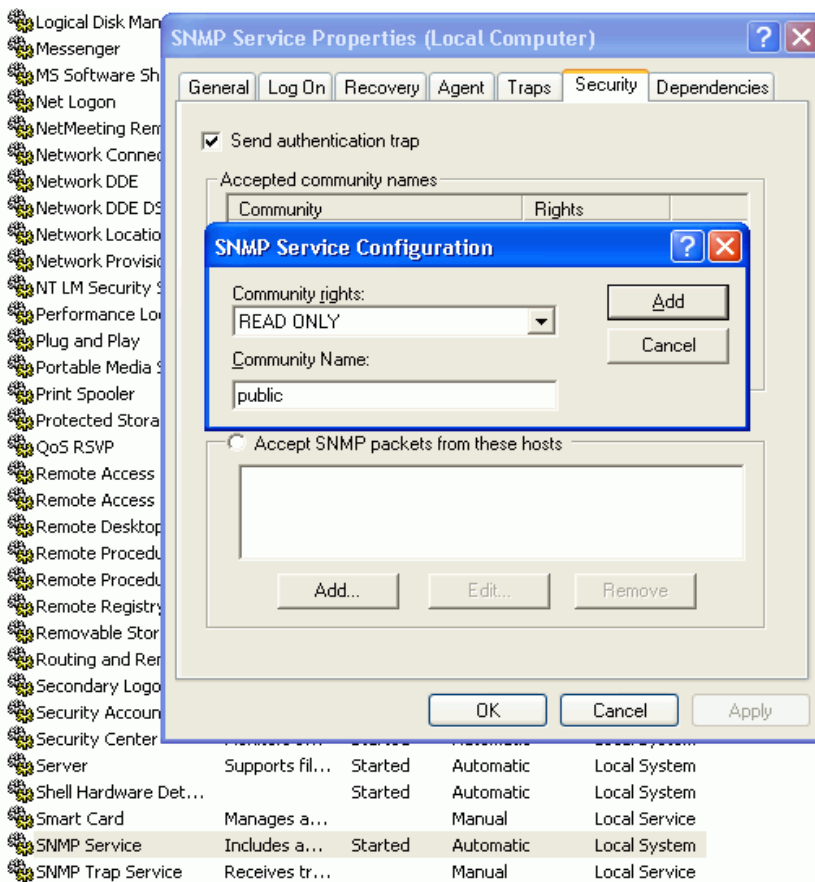 Logical Disk Man
Messenger
MS Software Sh
Net Logon
NetMeeting Rem
Network Connec
Network DDE
Network DDE DS
Network Locatio
Network Provisio
NT LM Security S
Performance Lo
Plug and Play
Portable Media S
Print Spooler
Protected Stora
QoS RSVP
Remote Access
Remote Access
Remote Desktop
Remote Procedu
Remote Procedu
Remote Registry
Removable Stor
Routing and Rem
Secondary Logo
Security Accoun
Security Center
Server Supports fil... Started Automatic Local System
Shell Hardware Det... Started Automatic Local System
Smart Card Manages a... Manual Local Service
SNMP Service Includes a... Started Automatic Local System
SNMP Trap Service Receives tr... Manual Local Service
SNMP Service Properties (Local Computer)
General Log On Recovery Agent Traps Security Dependencies
Send authentication trap
Accepted community names
Community Rights
SNMP Service Configuration
Community rights:
READ ONLY
Community Name:
public
Add
Cancel
Accept SNMP packets from these hosts
Add... Edit... Remove
OK Cancel Apply